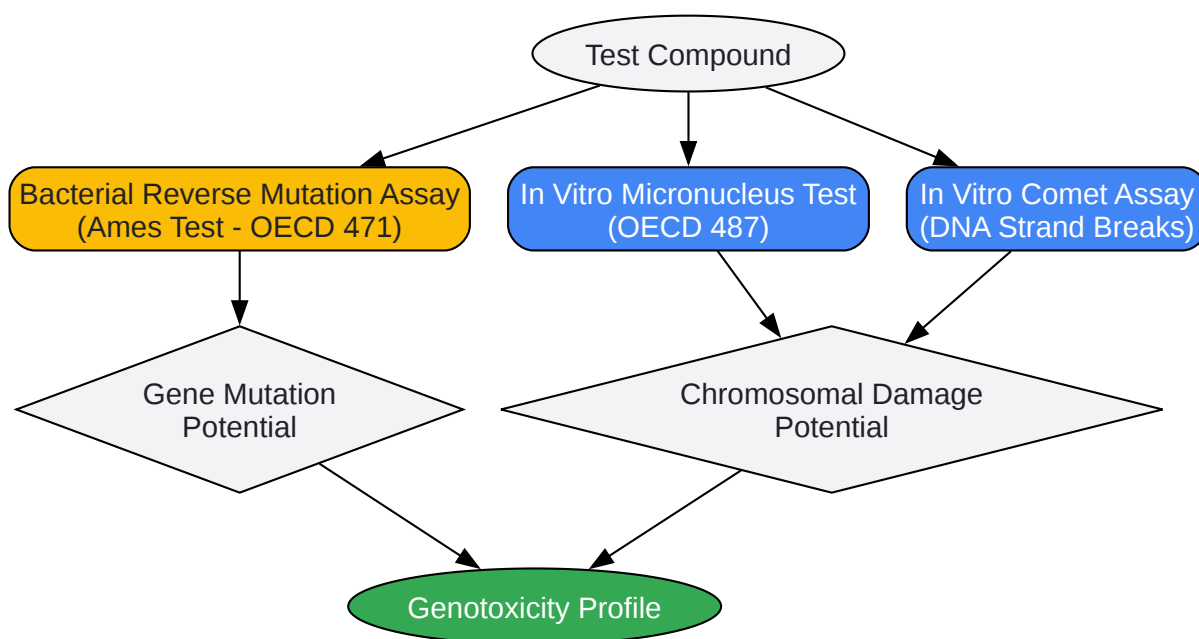 Test Compound
Bacterial Reverse Mutation Assay
(Ames Test - OECD 471)
In Vitro Micronucleus Test
(OECD 487)
In Vitro Comet Assay
(DNA Strand Breaks)
Gene Mutation
Potential
Chromosomal Damage
Potential
Genotoxicity Profile